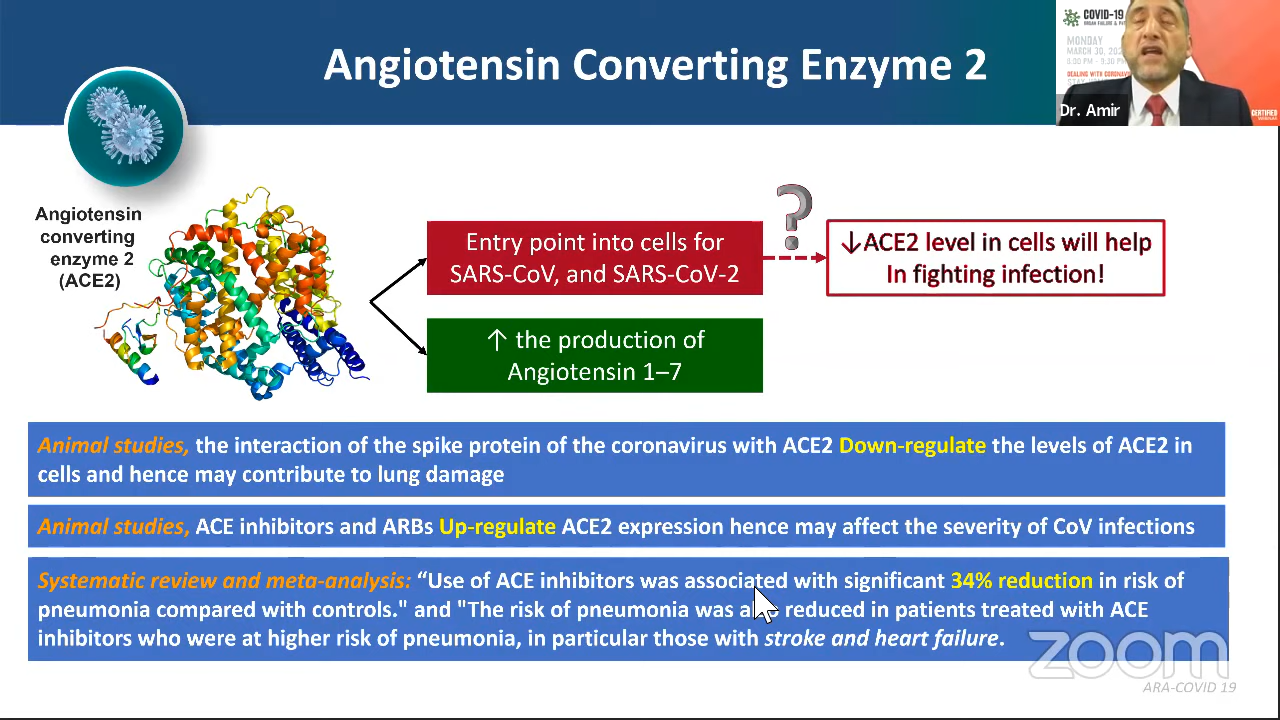 Angiotensin Converting Enzyme 2
COVID-19
MONDAY
MARCH 30, 20
Dr. Amir
CERTIFIED
Angiotensin
converting
enzyme 2
(ACE2)
Entry point into cells for
SARS-CoV, and SARS-CoV-2
?
↓ACE2 level in cells will help
In fighting infection!
↑ the production of
Angiotensin 1–7
Animal studies, the interaction of the spike protein of the coronavirus with ACE2 Down-regulate the levels of ACE2 in
cells and hence may contribute to lung damage
Animal studies, ACE inhibitors and ARBs Up-regulate ACE2 expression hence may affect the severity of CoV infections
Systematic review and meta-analysis: “Use of ACE inhibitors was associated with significant 34% reduction in risk of
pneumonia compared with controls." and "The risk of pneumonia was reduced in patients treated with ACE
inhibitors who were at higher risk of pneumonia, in particular those with stroke and heart failure.
zoom
ARA-COVID 19